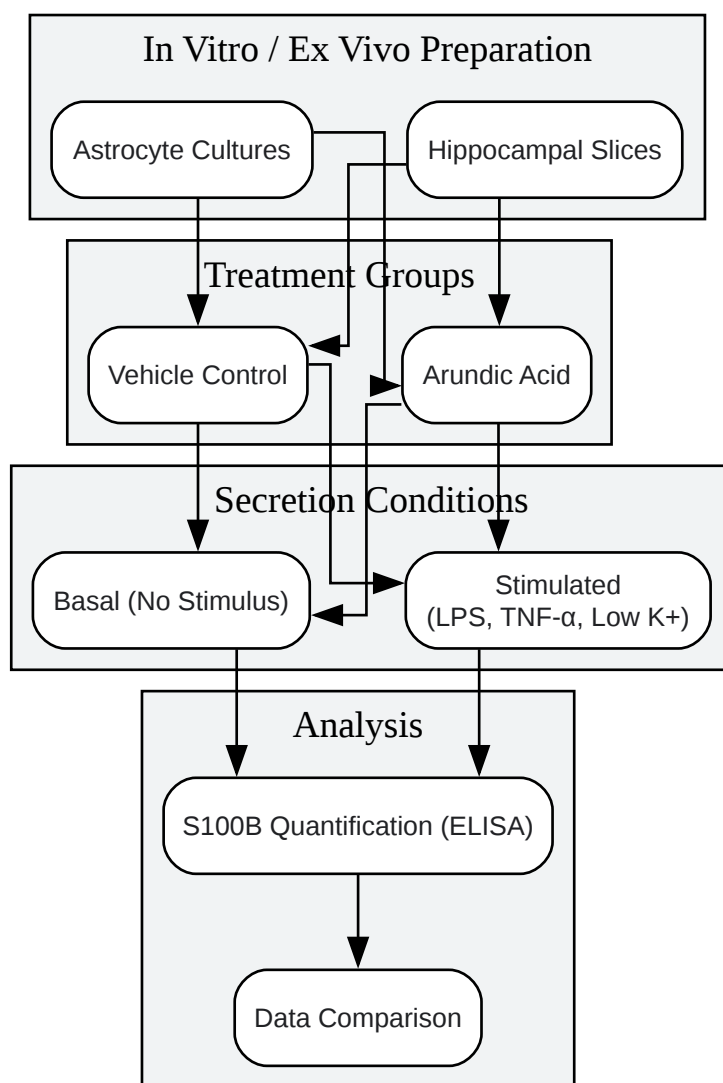 In Vitro / Ex Vivo Preparation
Astrocyte Cultures
Hippocampal Slices
Treatment Groups
Vehicle Control
Arundic Acid
Secretion Conditions
Basal (No Stimulus)
Stimulated
(LPS, TNF-α, Low K+)
Analysis
S100B Quantification (ELISA)
Data Comparison